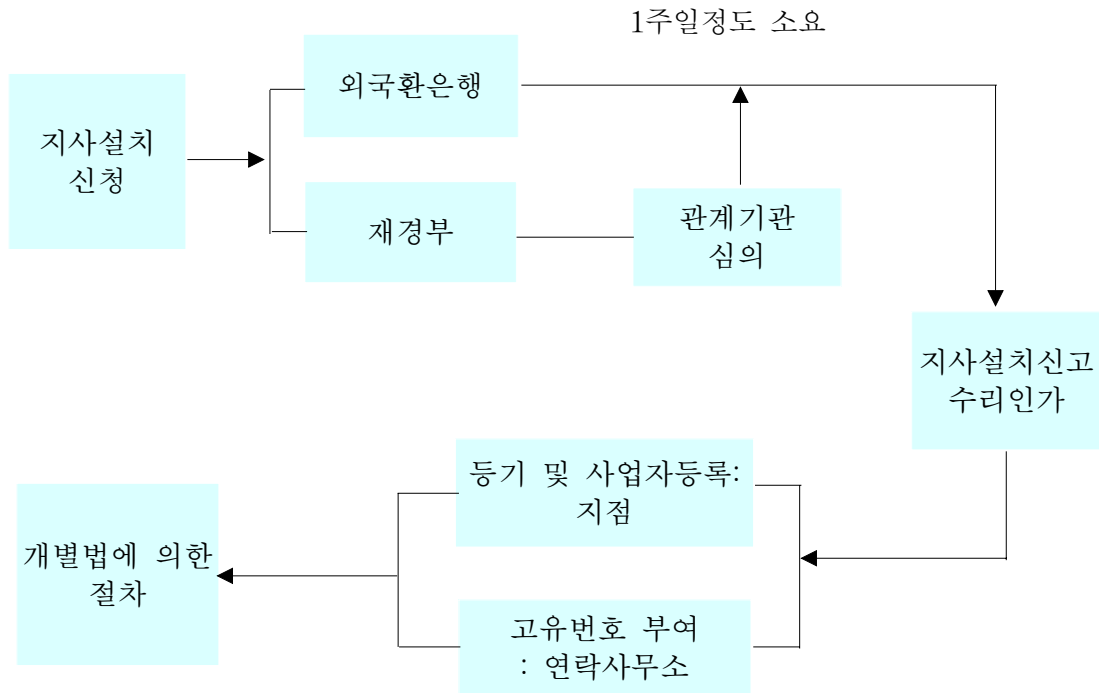 1주일정도 소요
지사설치
신청
외국환은행
재경부
관계기관
심의
지사설치신고
수리인가
등기 및 사업자등록:
지점
고유번호 부여
: 연락사무소
개별법에 의한
절차